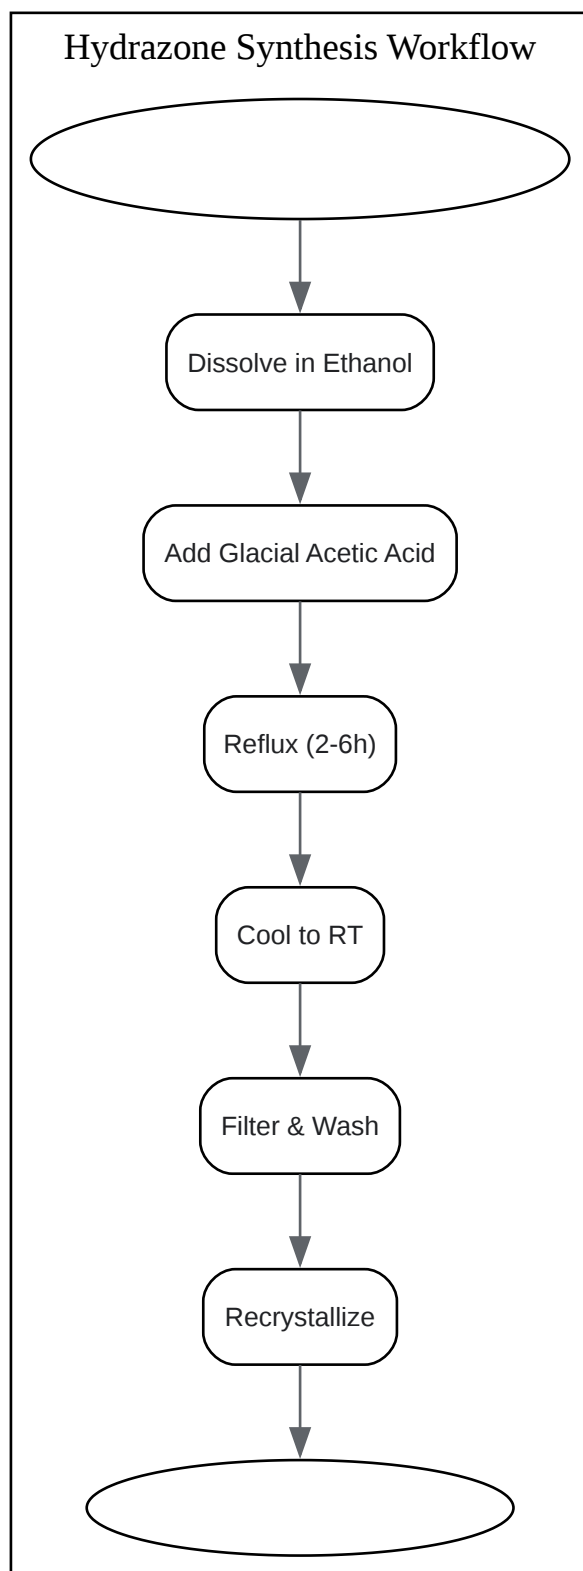 Hydrazone Synthesis Workflow
Dissolve in Ethanol
Add Glacial Acetic Acid
Reflux (2-6h)
Cool to RT
Filter & Wash
Recrystallize